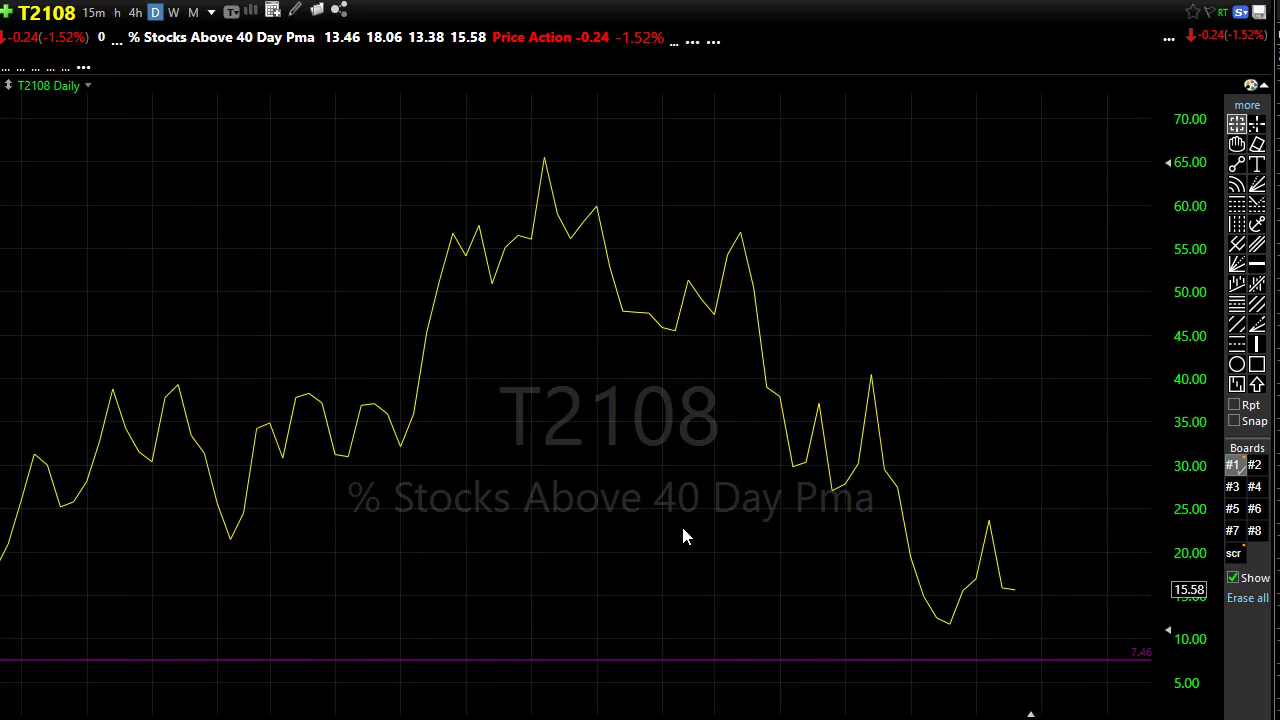 T2108 15m h 4h D W M RT S
-0.24(-1.52%) 0 ... % Stocks Above 40 Day Pma 13.46 18.06 13.38 15.58 Price Action -0.24 -1.52% ... ... ... ... -0.24(-1.52%)
... ... ... ... ... ...
T2108 Daily
more
70.00
65.00
60.00
55.00
50.00
45.00
40.00
35.00
30.00
25.00
20.00
15.58
15.00
10.00
7.46
5.00
T2108
% Stocks Above 40 Day Pma
T
Rpt
Snap
Boards
#1 #2
#3 #4
#5 #6
#7 #8
scr
Show
Erase all